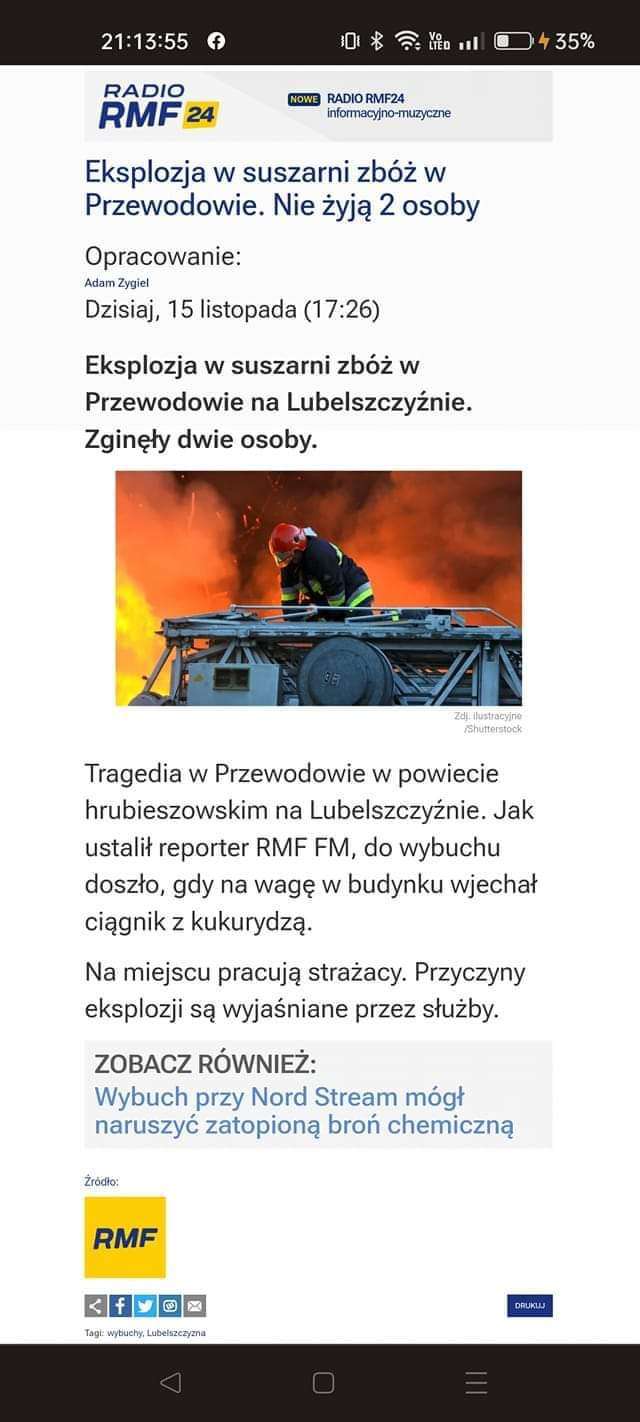 21:13:55
Vo
LTED
35%
RADIO
RMF 24
NOWE RADIO RMF24
informacyjno-muzyczne
Eksplozja w suszarni zbóż w
Przewodowie. Nie żyją 2 osoby
Opracowanie:
Adam Zygiel
Dzisiaj, 15 listopada (17:26)
Eksplozja w suszarni zbóż w
Przewodowie na Lubelszczyźnie.
Zginęły dwie osoby.
Zdj. ilustracyjne
/Shutterstock
Tragedia w Przewodowie w powiecie
hrubieszowskim na Lubelszczyźnie. Jak
ustalił reporter RMF FM, do wybuchu
doszło, gdy na wagę w budynku wjechał
ciągnik z kukurydzą.
Na miejscu pracują strażacy. Przyczyny
eksplozji są wyjaśniane przez służby.
ZOBACZ RÓWNIEŻ:
Wybuch przy Nord Stream mógł
naruszyć zatopioną broń chemiczną
Źródło:
RMF
DRUKUJ
Tagi: wybuchy, Lubelszczyzna